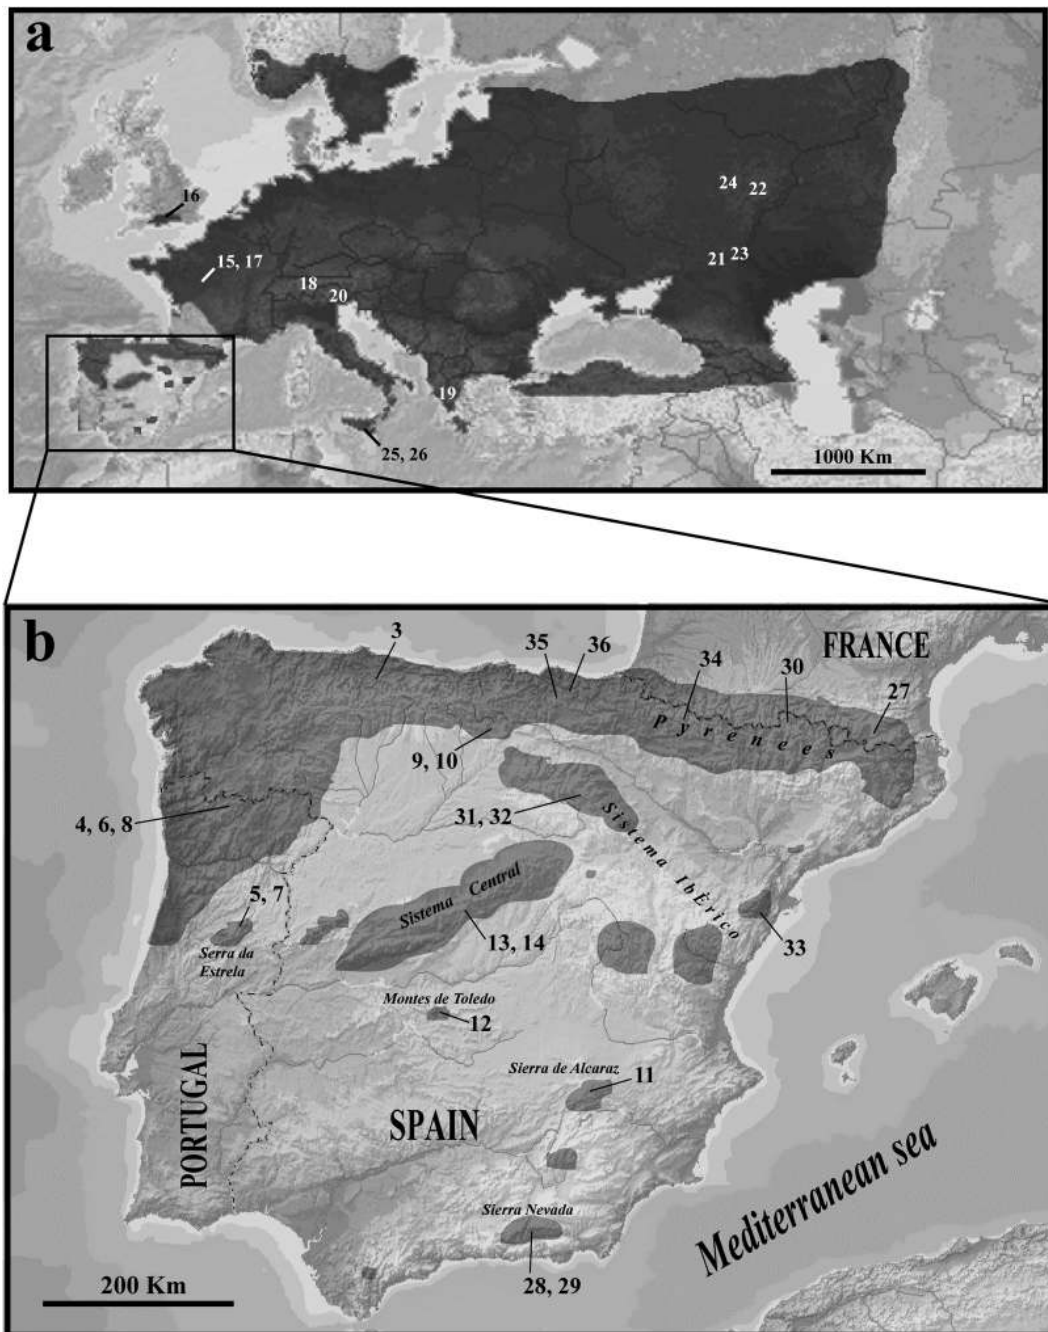 a
16
24
22
15, 17
21
23
18
20
19
25, 26
1000 Km
b
3
35
36
34
30
27
FRANCE
Pyrenees
9, 10
4, 6, 8
31, 32
Sistema IbÉrico
5, 7
Sistema Central
13, 14
33
Serra da
Estrela
Montes de Toledo
12
Sierra de Alcaraz
11
PORTUGAL
SPAIN
Sierra Nevada
Mediterranean sea
28, 29
200 Km